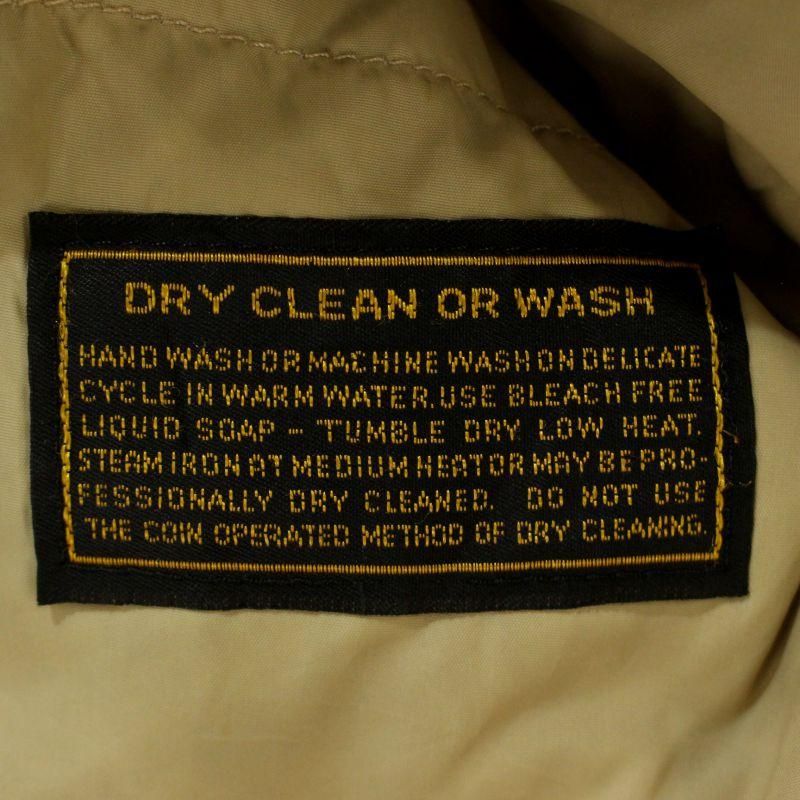 DRY CLEAN OR WASH
HAND WASH OR MACHINE WASH ON DELICATE
CYCLE IN WARM WATER. USE BLEACH FREE
LIQUID SOAP - TUMBLE DRY LOW HEAT.
STEAM IRON AT MEDIUM HEAT OR MAY BE PRO-
FESSIONALLY DRY CLEANED. DO NOT USE
THE COIN OPERATED METHOD OF DRY CLEANING.